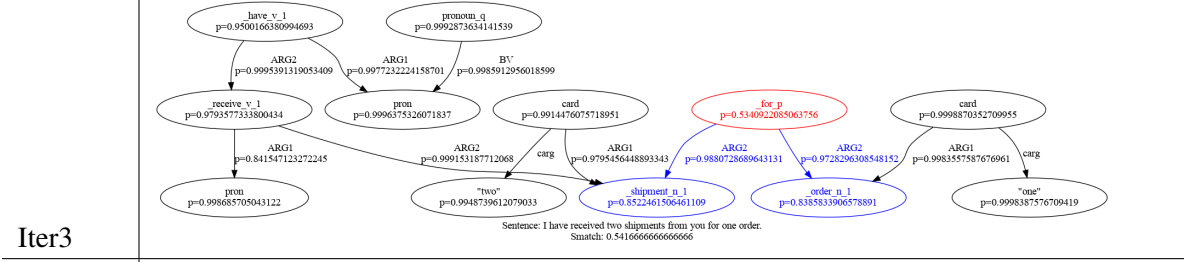 _have_v_1
p=0.9500166380994693
pronoun_q
p=0.9992873634141539
ARG2
p=0.9995391319053409
ARG1
p=0.9977232224158701
BV
p=0.9985912956018599
_receive_v_1
p=0.9793577333800434
pron
p=0.9996375326071837
card
p=0.9914476075718951
_for_p
p=0.5340922085063756
card
p=0.9998870352709955
ARG1
p=0.841547123272245
ARG2
p=0.999153187712068
carg
ARG1
p=0.9795456448893343
ARG2
p=0.9880728689643131
ARG2
p=0.9728296308548152
ARG1
p=0.9983557587676961
carg
pron
p=0.998685705043122
"two"
p=0.9948739612079033
_shipment_n_1
p=0.8522461506461109
_order_n_1
p=0.8385833906578891
"one"
p=0.9998387576709419
Sentence: I have received two shipments from you for one order.
Smatch: 0.5416666666666666
Iter3